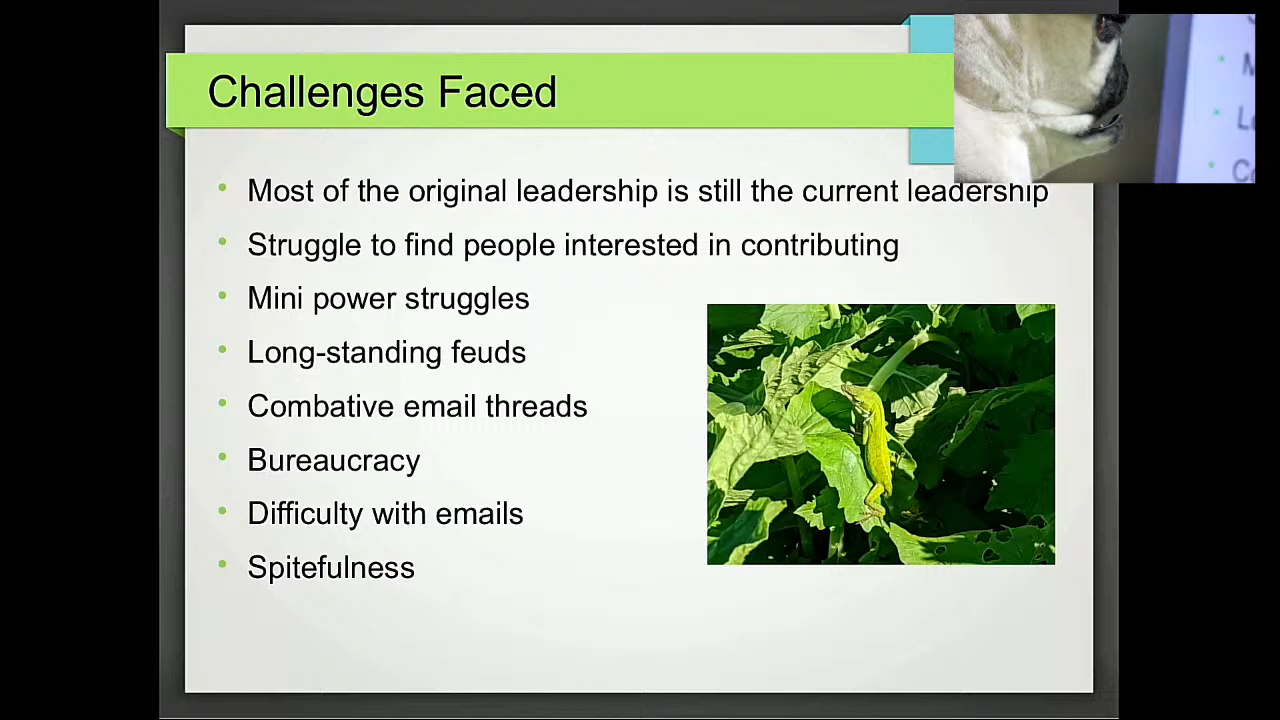 Challenges Faced
Most of the original leadership is still the current leadership
Struggle to find people interested in contributing
Mini power struggles
Long-standing feuds
Combative email threads
Bureaucracy
Difficulty with emails
Spitefulness